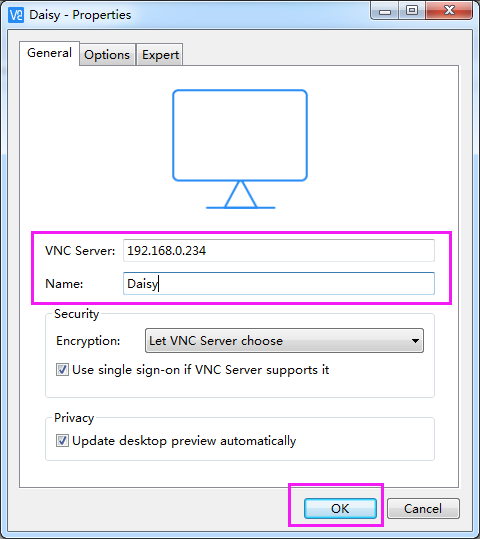 Daisy - Properties
General Options Expert
VNC Server: 192.168.0.234
Name: Daisy
Security
Encryption: Let VNC Server choose
Use single sign-on if VNC Server supports it
Privacy
Update desktop preview automatically
OK Cancel